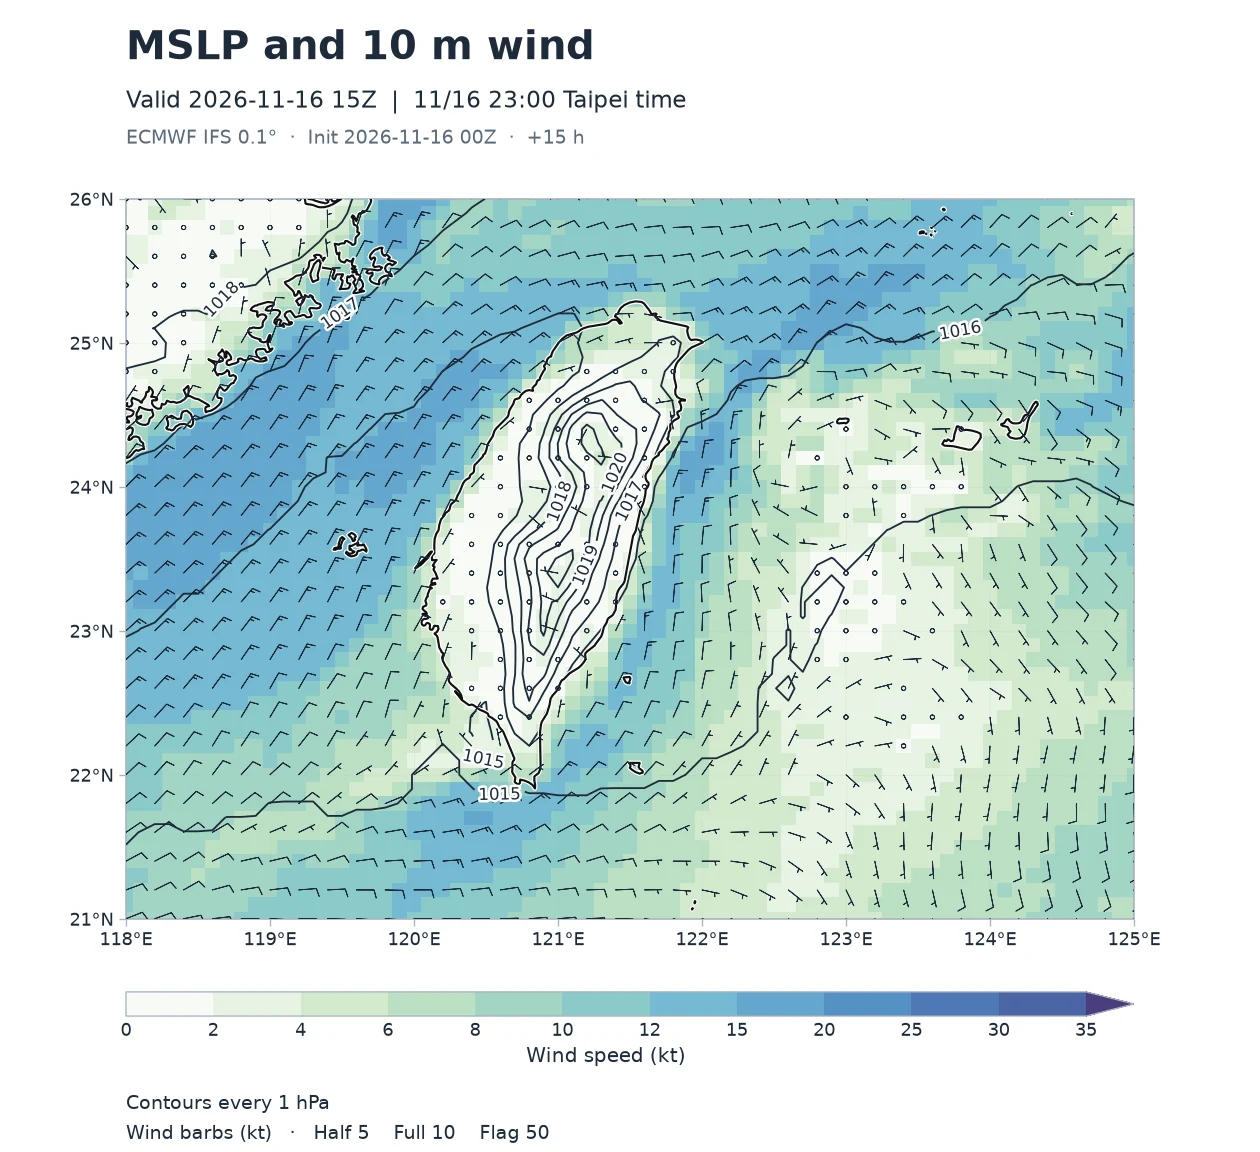 MSLP and 10 m wind
Valid 2026-11-16 15Z | 11/16 23:00 Taipei time
ECMWF IFS 0.1° · Init 2026-11-16 00Z · +15 h
26°N
25°N
24°N
23°N
22°N
21°N
1018
1017
1016
1020
1018
1017
1019
1015
1015
118°E 119°E 120°E 121°E 122°E 123°E 124°E 125°E
0 2 4 6 8 10 12 15 20 25 30 35
Wind speed (kt)
Contours every 1 hPa
Wind barbs (kt) · Half 5 Full 10 Flag 50